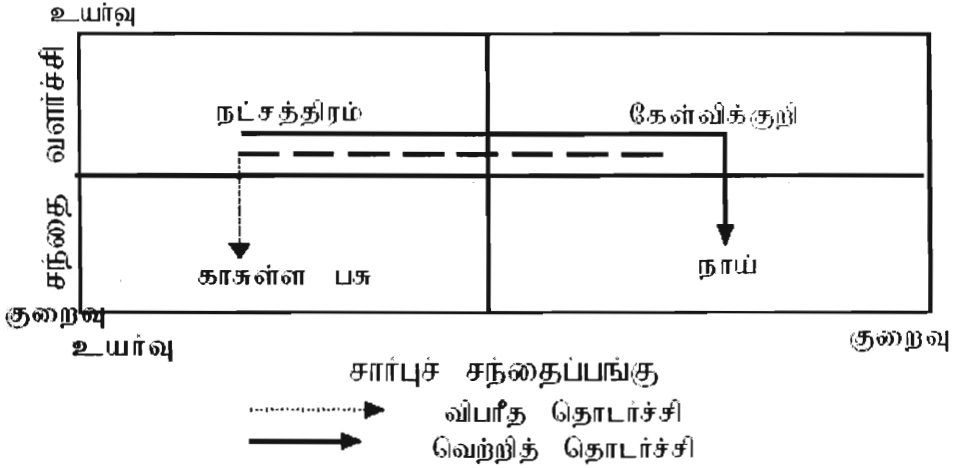 உயர்வு
சந்தை வளர்ச்சி
நட்சத்திரம் கேள்விக்குறி
காசுள்ள பசு நாய்
குறைவு
உயர்வு குறைவு
சார்புச் சந்தைப்பங்கு
விபரீத தொடர்ச்சி
வெற்றித் தொடர்ச்சி